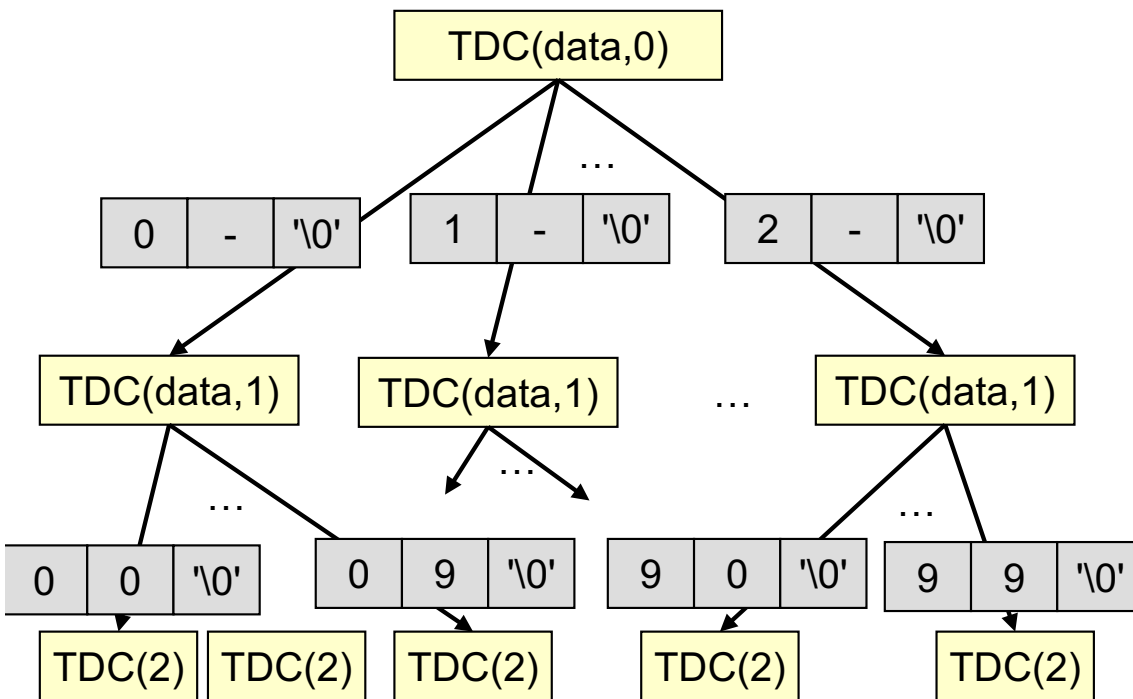 TDC(data,0)
...
0 - '\0' 1 - '\0' 2 - '\0'
TDC(data,1) TDC(data,1) ... TDC(data,1)
...
... ...
0 0 '\0' 0 9 '\0' 9 0 '\0' 9 9 '\0'
TDC(2) TDC(2) TDC(2) TDC(2) TDC(2)